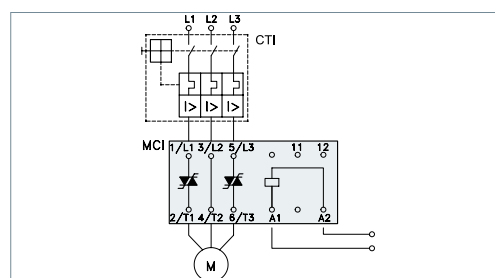 L1 L2 L3
CTI
I> I> I>
MCI 1/L1 3/L2 5/L3 11 12
2/T1 4/T2 6/T3 A1 A2
M